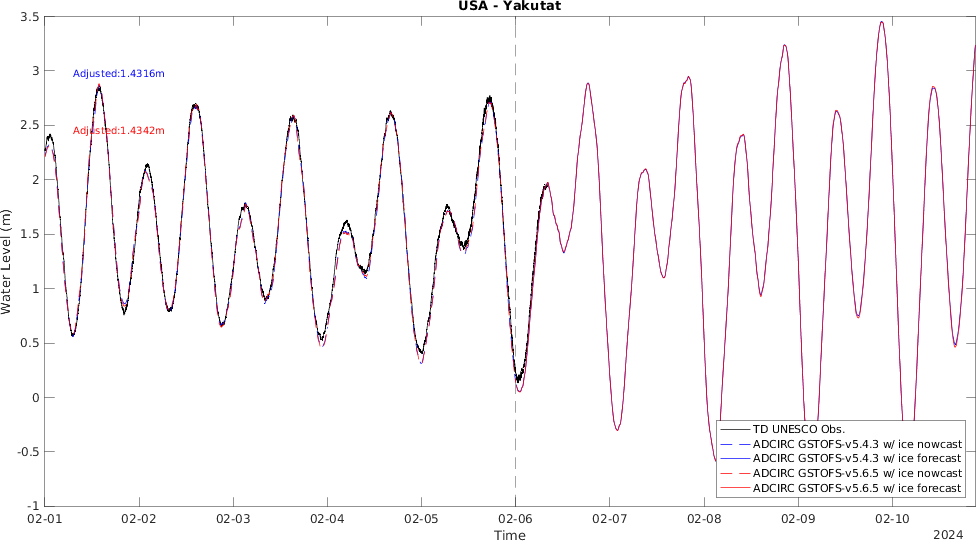 USA - Yakutat
3.5
3
2.5
2
1.5
1
0.5
0
-0.5
-1
Water Level (m)
Adjusted:1.4316m
Adjusted:1.4342m
TD UNESCO Obs.
ADCIRC GSTOFS-v5.4.3 w/ ice nowcast
ADCIRC GSTOFS-v5.4.3 w/ ice forecast
ADCIRC GSTOFS-v5.6.5 w/ ice nowcast
ADCIRC GSTOFS-v5.6.5 w/ ice forecast
02-01 02-02 02-03 02-04 02-05 02-06 02-07 02-08 02-09 02-10
Time
2024